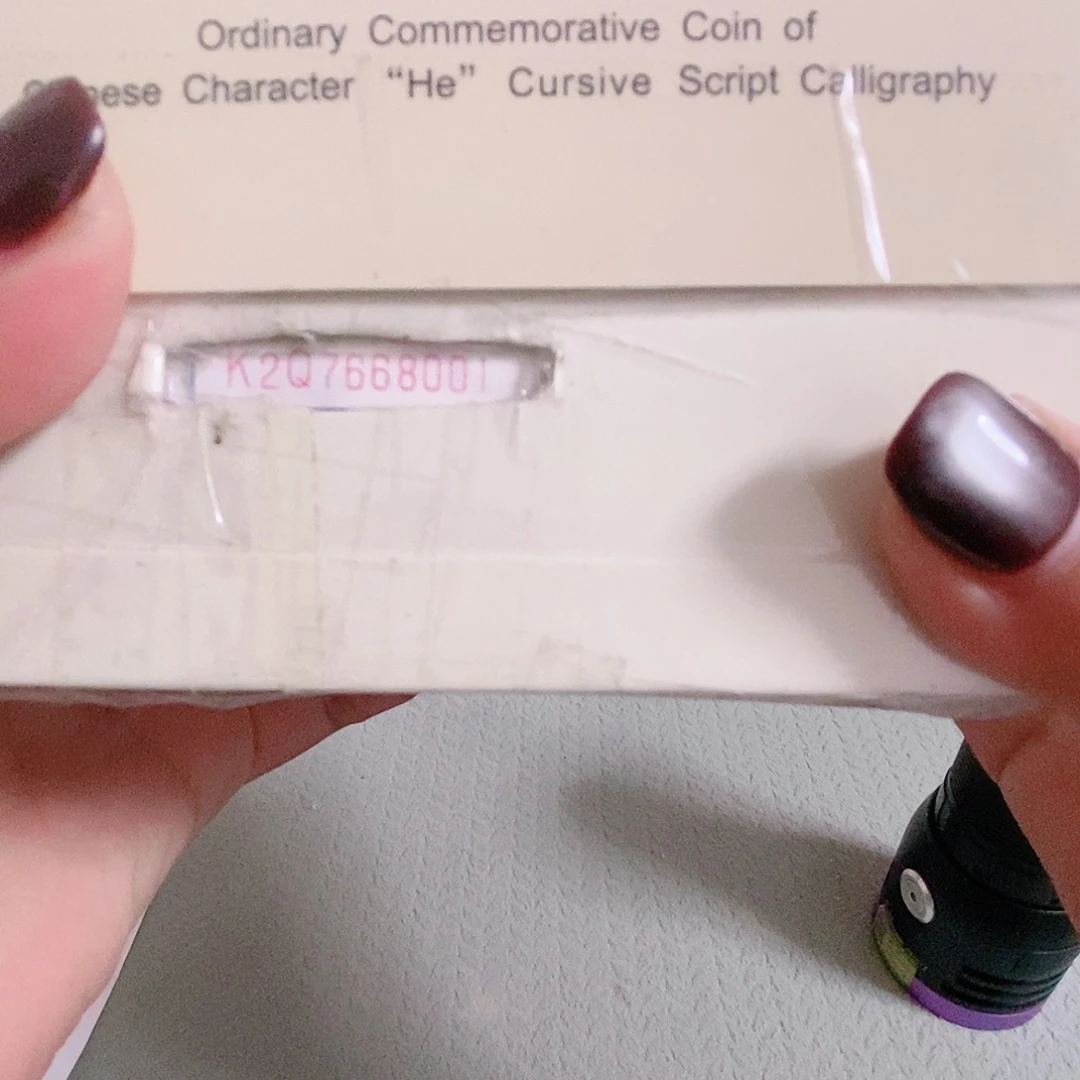 Ordinary Commemorative Coin of
Character “He” Cursive Script Calligraphy
K2Q7668001